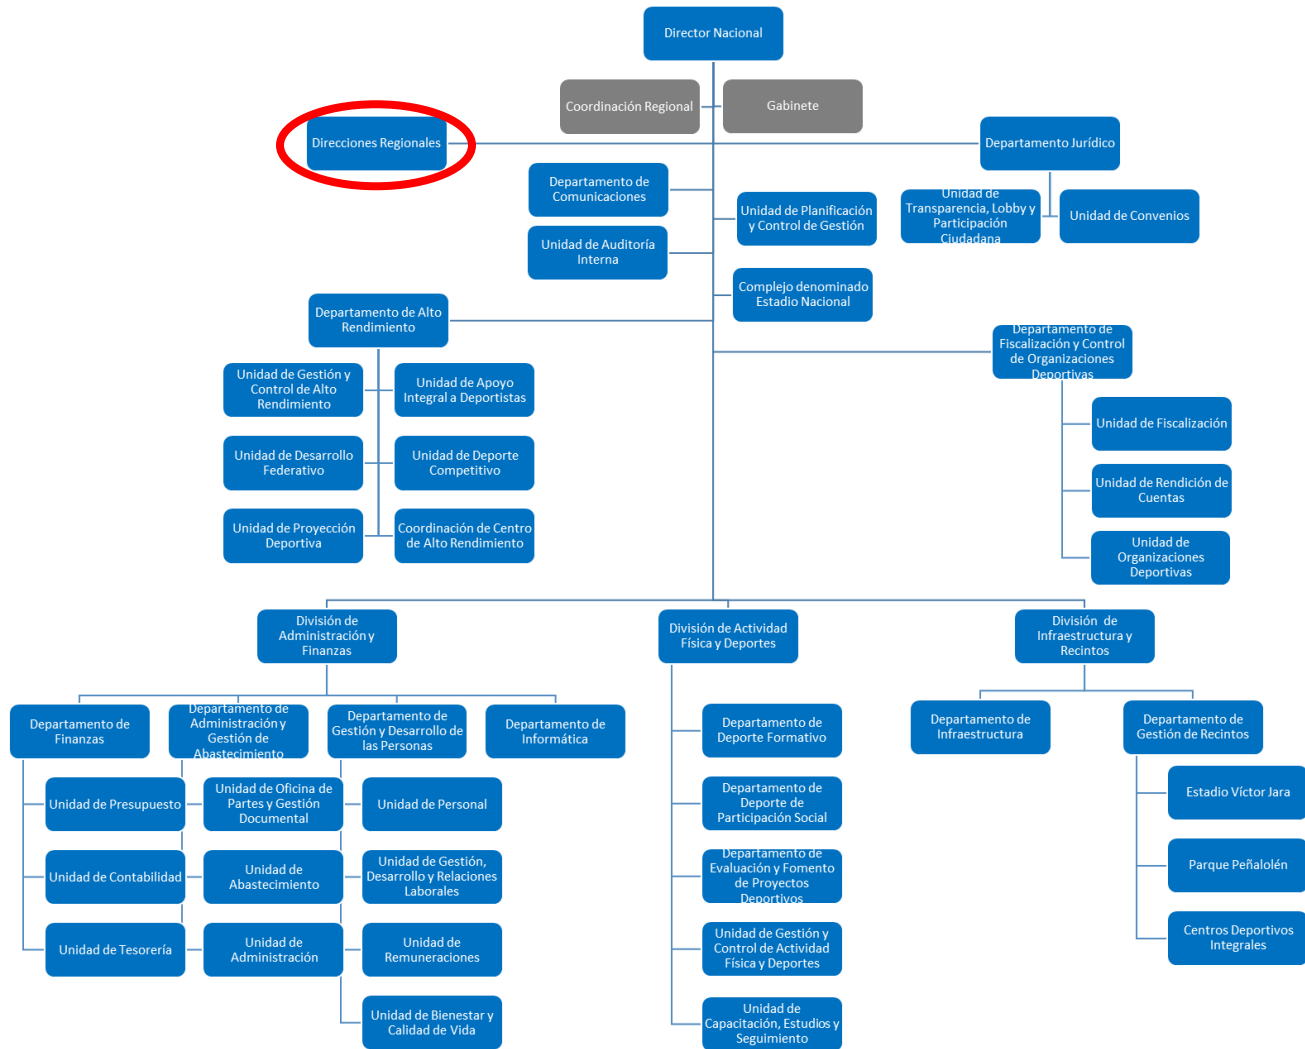 Director Nacional
Coordinación Regional
Gabinete
Direcciones Regionales
Departamento Jurídico
Departamento de
Comunicaciones
Unidad de Planificación
y Control de Gestión
Unidad de
Transparencia, Lobby y
Participación
Ciudadana
Unidad de Convenios
Unidad de Auditoría
Interna
Complejo denominado
Estadio Nacional
Departamento de Alto
Rendimiento
Departamento de
Fiscalización y Control
de Organizaciones
Deportivas
Unidad de Gestión y
Control de Alto
Rendimiento
Unidad de Apoyo
Integral a Deportistas
Unidad de Desarrollo
Federativo
Unidad de Deporte
Competitivo
Unidad de Proyección
Deportiva
Coordinación de Centro
de Alto Rendimiento
Unidad de Fiscalización
Unidad de Rendición de
Cuentas
Unidad de
Organizaciones
Deportivas
División de
Administración y
Finanzas
División de Actividad
Física y Deportes
División de
Infraestructura y
Recintos
Departamento de
Finanzas
Departamento de
Administración y
Gestión de
Abastecimiento
Departamento de
Gestión y Desarrollo de
las Personas
Departamento de
Informática
Unidad de Presupuesto
Unidad de Oficina de
Partes y Gestión
Documental
Unidad de Personal
Unidad de Contabilidad
Unidad de
Abastecimiento
Unidad de Gestión,
Desarrollo y Relaciones
Laborales
Unidad de Tesorería
Unidad de
Administración
Unidad de
Remuneraciones
Unidad de Bienestar y
Calidad de Vida
Departamento de
Deporte Formativo
Departamento de
Deporte de
Participación Social
Departamento de
Evaluación y Fomento
de Proyectos
Deportivos
Unidad de Gestión y
Control de Actividad
Física y Deportes
Unidad de
Capacitación, Estudios y
Seguimiento
Departamento de
Infraestructura
Departamento de
Gestión de Recintos
Estadio Víctor Jara
Parque Peñalolén
Centros Deportivos
Integrales